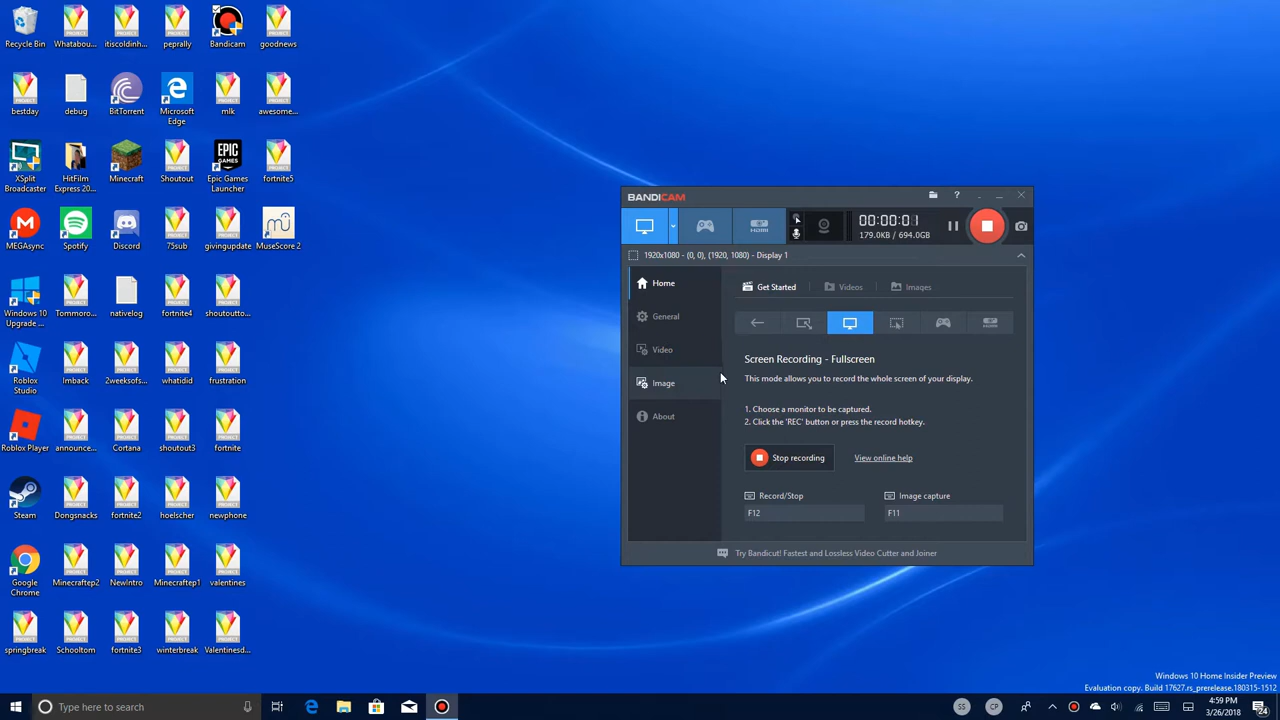 Recycle Bin
Whatabou...
itiscoldinh...
peprally
Bandicam
goodnews
bestday
debug
BitTorrent
Microsoft
Edge
mlk
awesome...
XSplit
Broadcaster
HitFilm
Express 20...
Minecraft
Shoutout
EPIC
GAMES
Epic Games
Launcher
fortnite5
MEGAsync
Spotify
Discord
75sub
givingupdate
MuseScore 2
Windows 10
Upgrade ...
Tommoro...
nativelog
fortnite4
shoutoutto...
Roblox
Studio
Imback
2weeksofs...
whatidid
frustration
Roblox Player
announce...
Cortana
shoutout3
fortnite
Steam
Dongsnacks
fortnite2
hoelscher
newphone
Google
Chrome
Minecraftep2
NewIntro
Minecraftep1
valentines
springbreak
Schooltom
fortnite3
winterbreak
Valentinesd...
BANDICAM
?
HDMI
00:00:01
179.0KB / 694.0GB
1920x1080 - (0, 0), (1920, 1080) - Display 1
Home
General
Video
Image
About
Get Started
Videos
Images
Screen Recording - Fullscreen
This mode allows you to record the whole screen of your display.
1. Choose a monitor to be captured.
2. Click the 'REC' button or press the record hotkey.
Stop recording
View online help
Record/Stop
Image capture
F12
F11
Try Bandicut! Fastest and Lossless Video Cutter and Joiner
Windows 10 Home Insider Preview
Evaluation copy. Build 17627.rs_prerelease.180315-1512
Type here to search
SS
CP
4:59 PM
3/26/2018
24